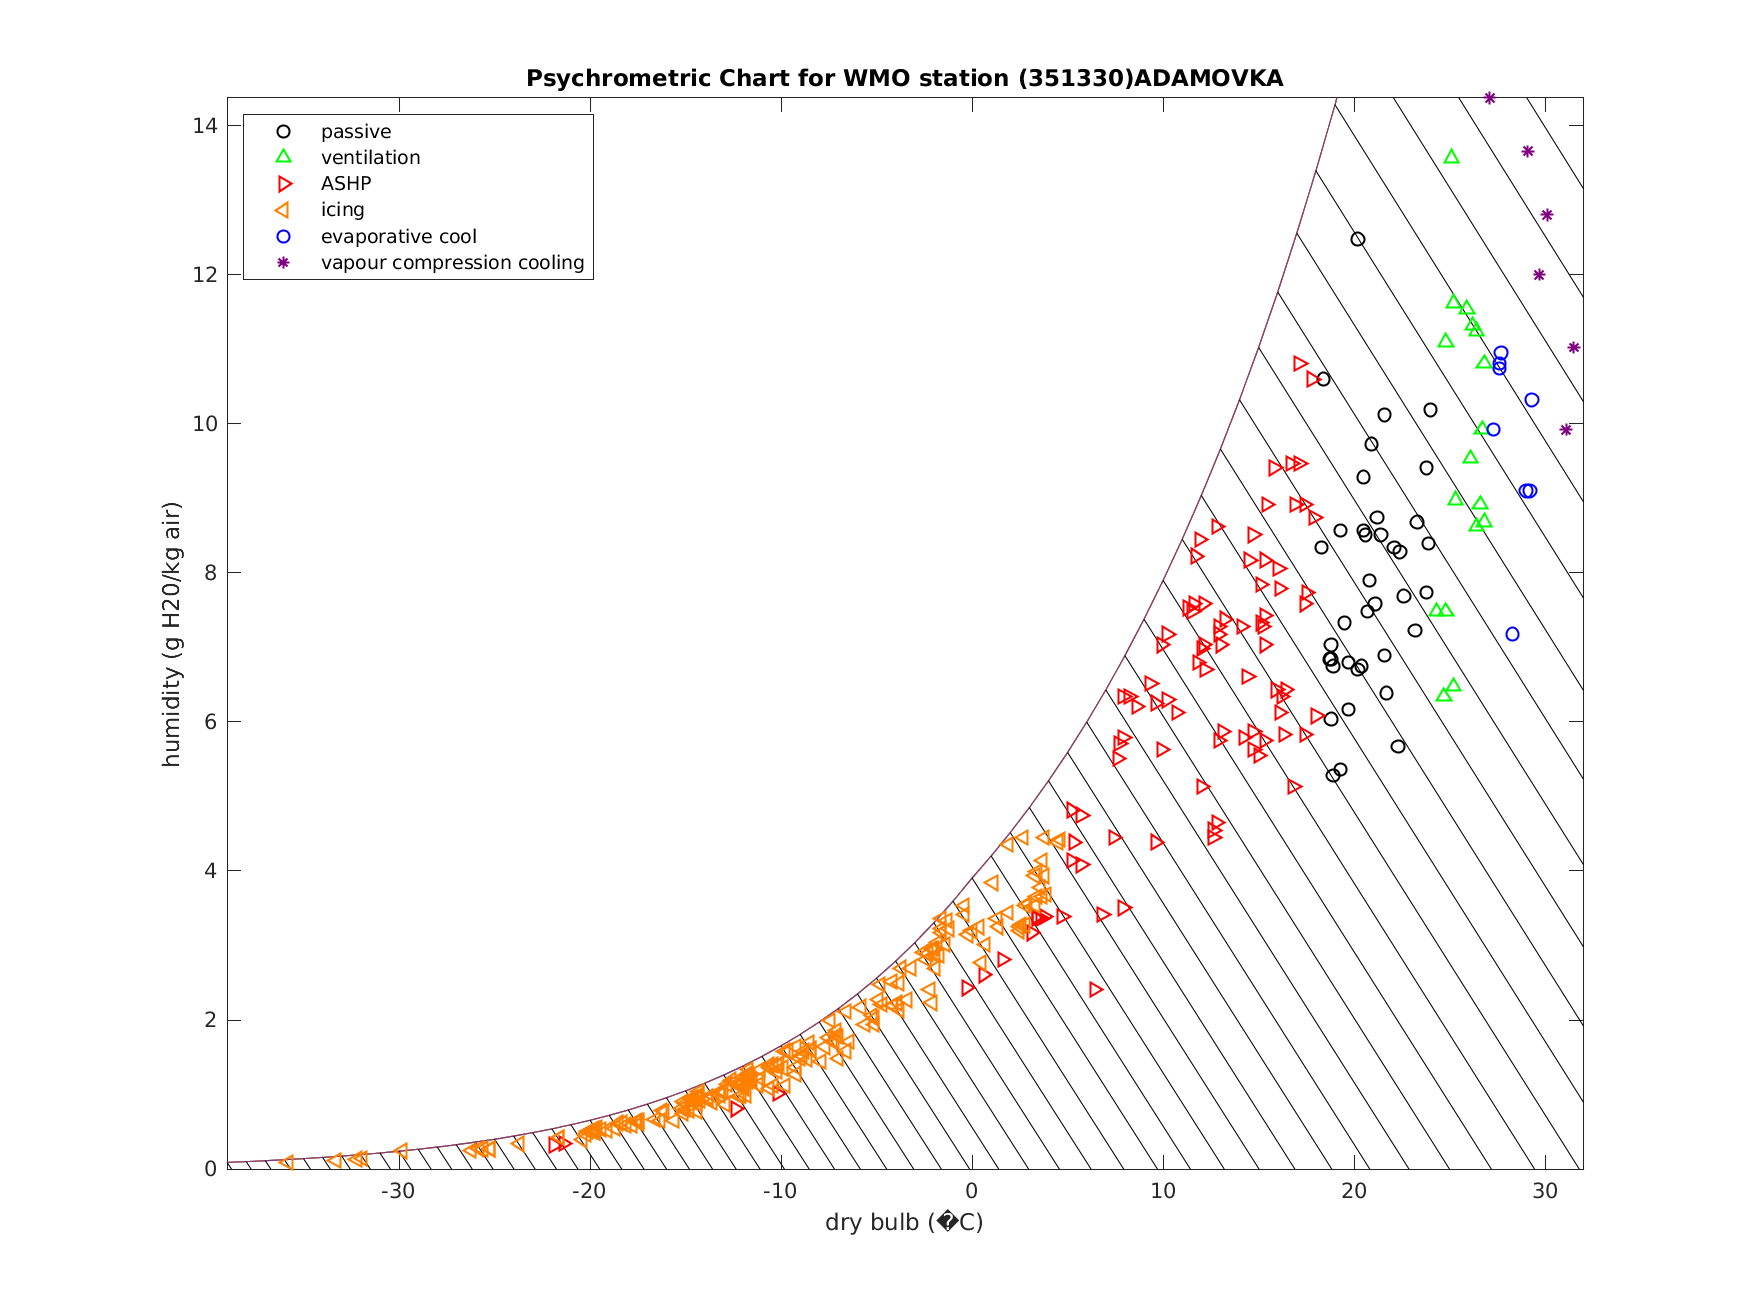 Psychrometric Chart for WMO station (351330)ADAMOVKA
passive
ventilation
ASHP
icing
evaporative cool
vapour compression cooling
14
12
10
8
6
4
2
0
humidity (g H20/kg air)
-30 -20 -10 0 10 20 30
dry bulb (�C)